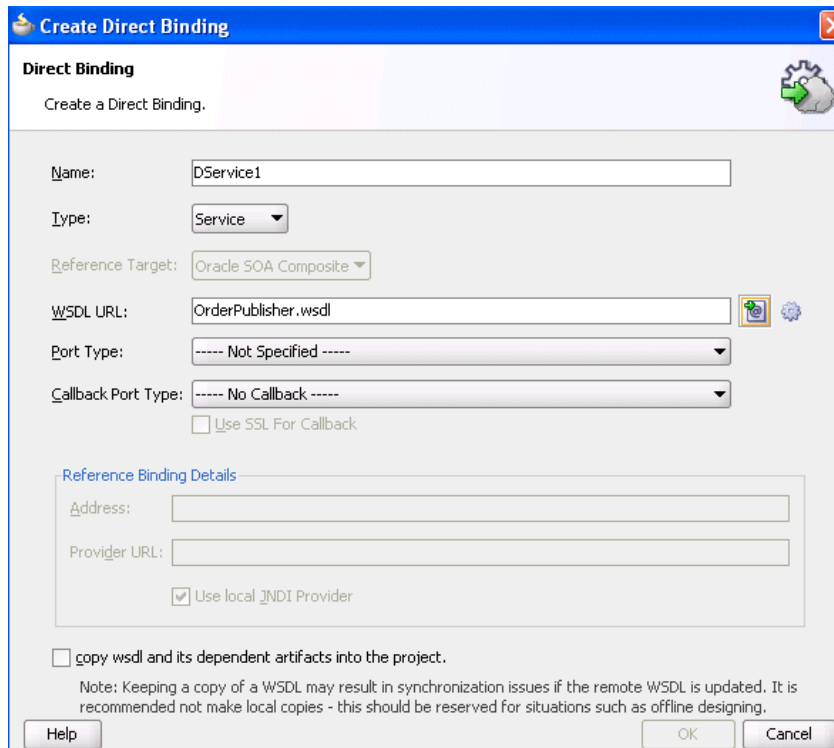 Create Direct Binding
Direct Binding
Create a Direct Binding.
Name: DService1
Type: Service
Reference Target: Oracle SOA Composite
WSDL URL: OrderPublisher.wsdl
Port Type: ----- Not Specified -----
Callback Port Type: ----- No Callback -----
Use SSL For Callback
Reference Binding Details
Address:
Provider URL:
Use local JNDI Provider
copy wsdl and its dependent artifacts into the project.
Note: Keeping a copy of a WSDL may result in synchronization issues if the remote WSDL is updated. It is
recommended not make local copies - this should be reserved for situations such as offline designing.
Help OK Cancel